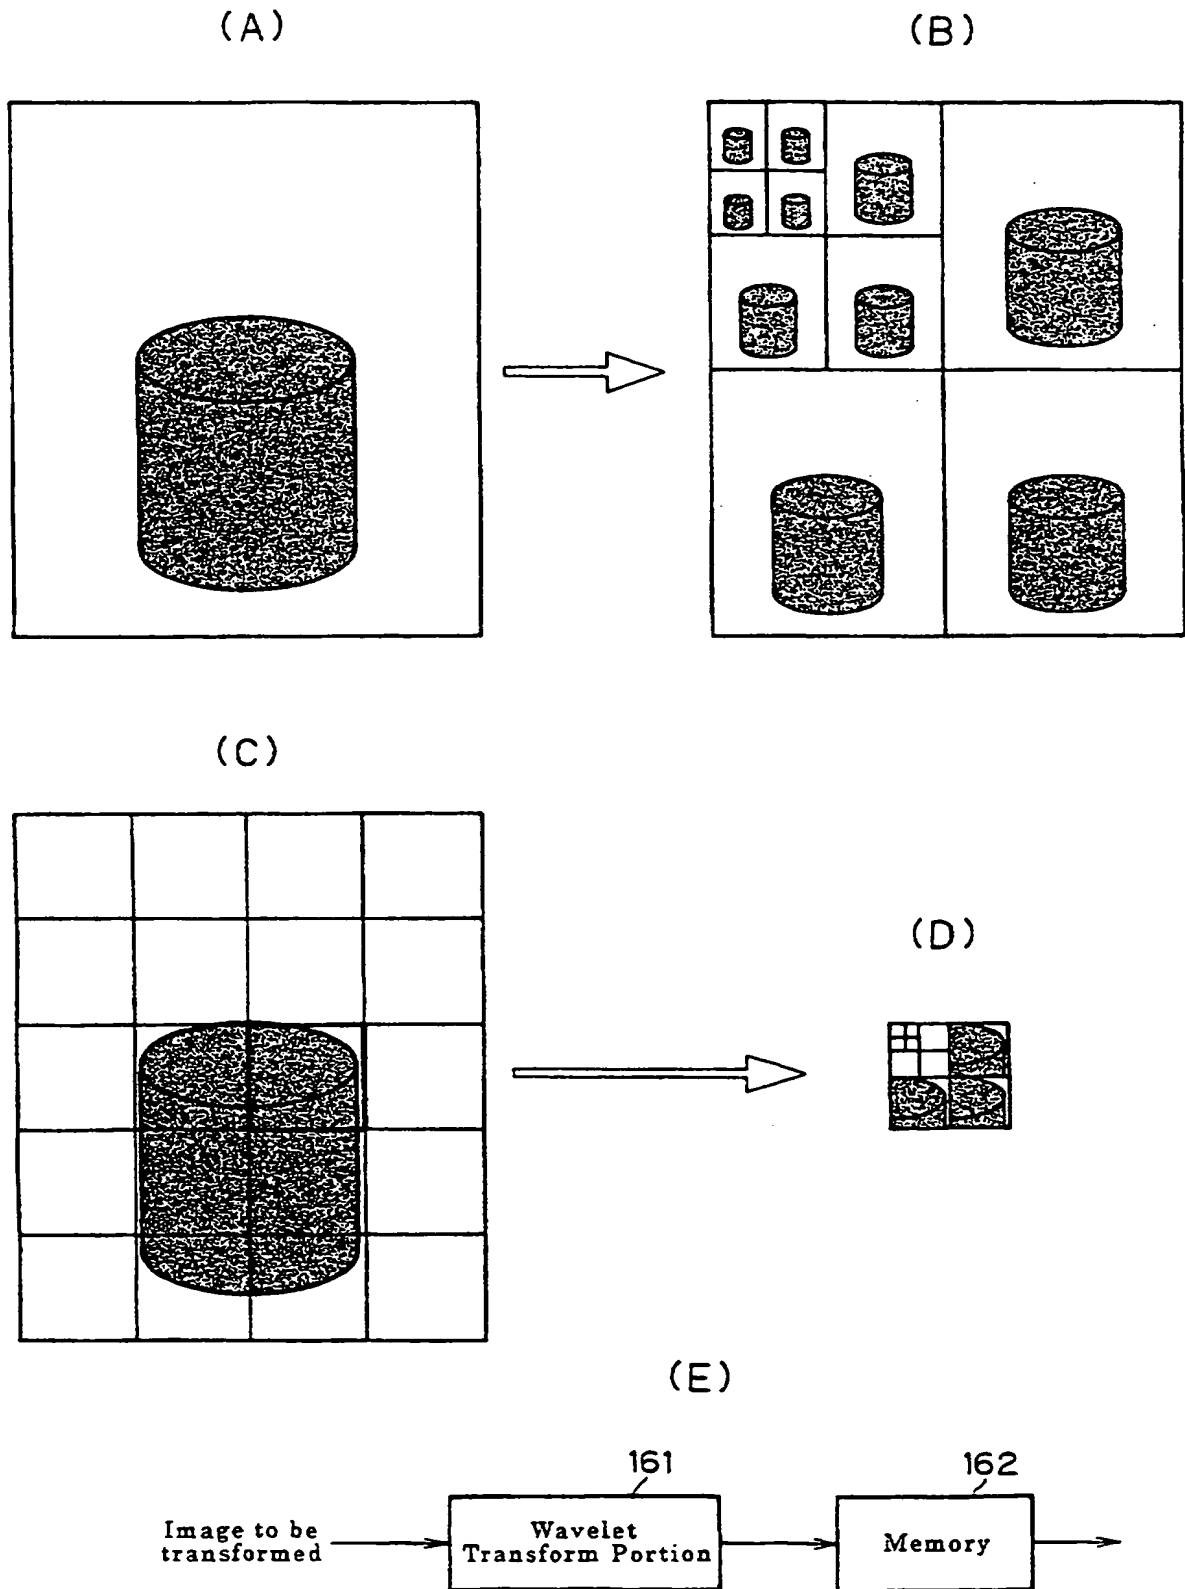 (A)
(B)
(C)
(D)
(E)
161
162
Image to be
transformed
Wavelet
Transform Portion
Memory